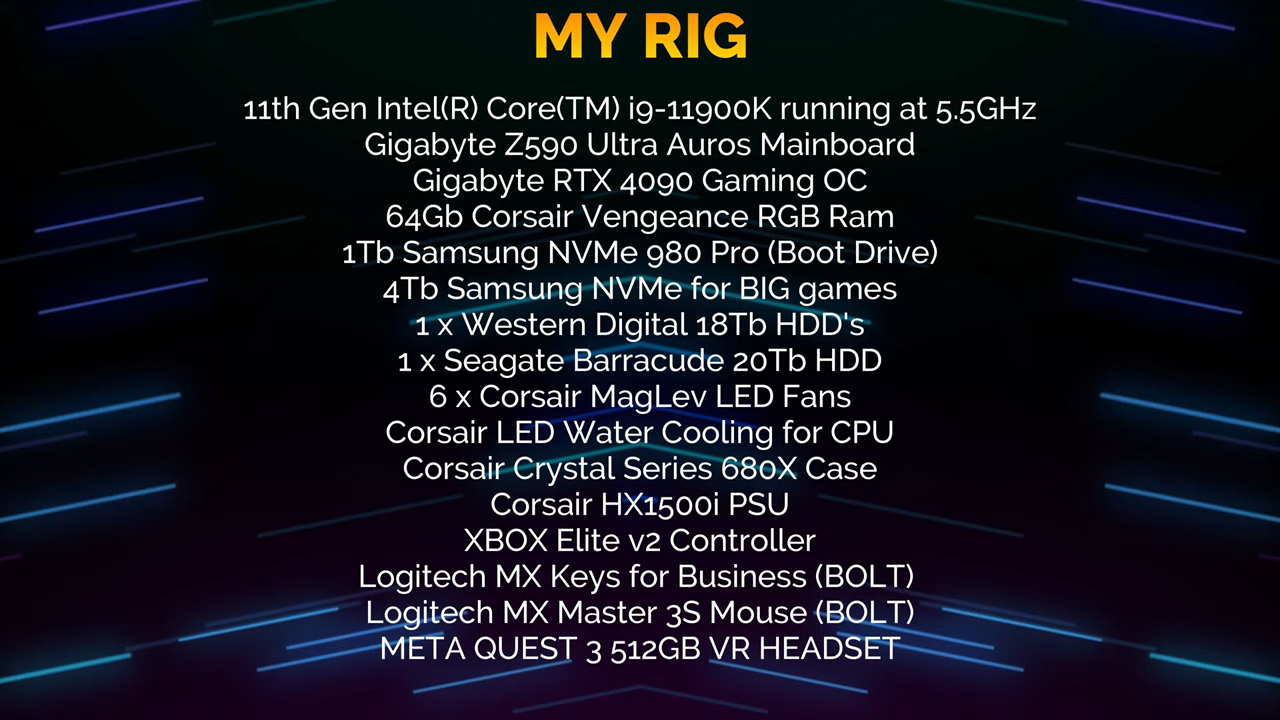 MY RIG
11th Gen Intel(R) Core(TM) i9-11900K running at 5.5GHz
Gigabyte Z590 Ultra Auros Mainboard
Gigabyte RTX 4090 Gaming OC
64Gb Corsair Vengeance RGB Ram
1Tb Samsung NVMe 980 Pro (Boot Drive)
4Tb Samsung NVMe for BIG games
1 x Western Digital 18Tb HDD's
1 x Seagate Barracude 20Tb HDD
6 x Corsair MagLev LED Fans
Corsair LED Water Cooling for CPU
Corsair Crystal Series 680X Case
Corsair HX1500i PSU
XBOX Elite v2 Controller
Logitech MX Keys for Business (BOLT)
Logitech MX Master 3S Mouse (BOLT)
META QUEST 3 512GB VR HEADSET